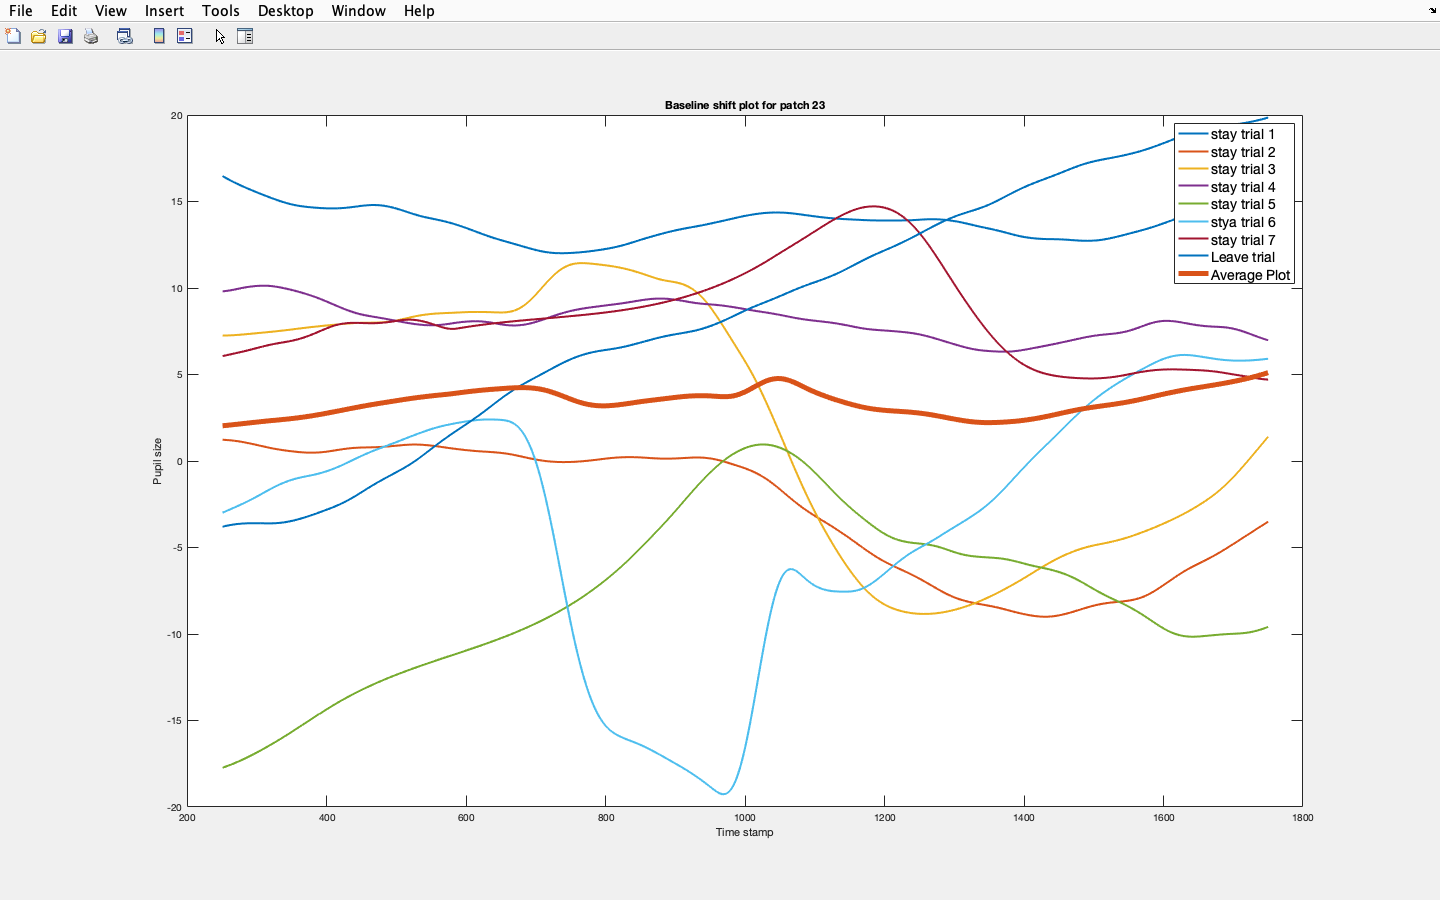 File Edit View Insert Tools Desktop Window Help
Baseline shift plot for patch 23
20
15
10
5
0
-5
-10
-15
-20
Pupil size
200 400 600 800 1000 1200 1400 1600 1800
Time stamp
stay trial 1
stay trial 2
stay trial 3
stay trial 4
stay trial 5
stya trial 6
stay trial 7
Leave trial
Average Plot